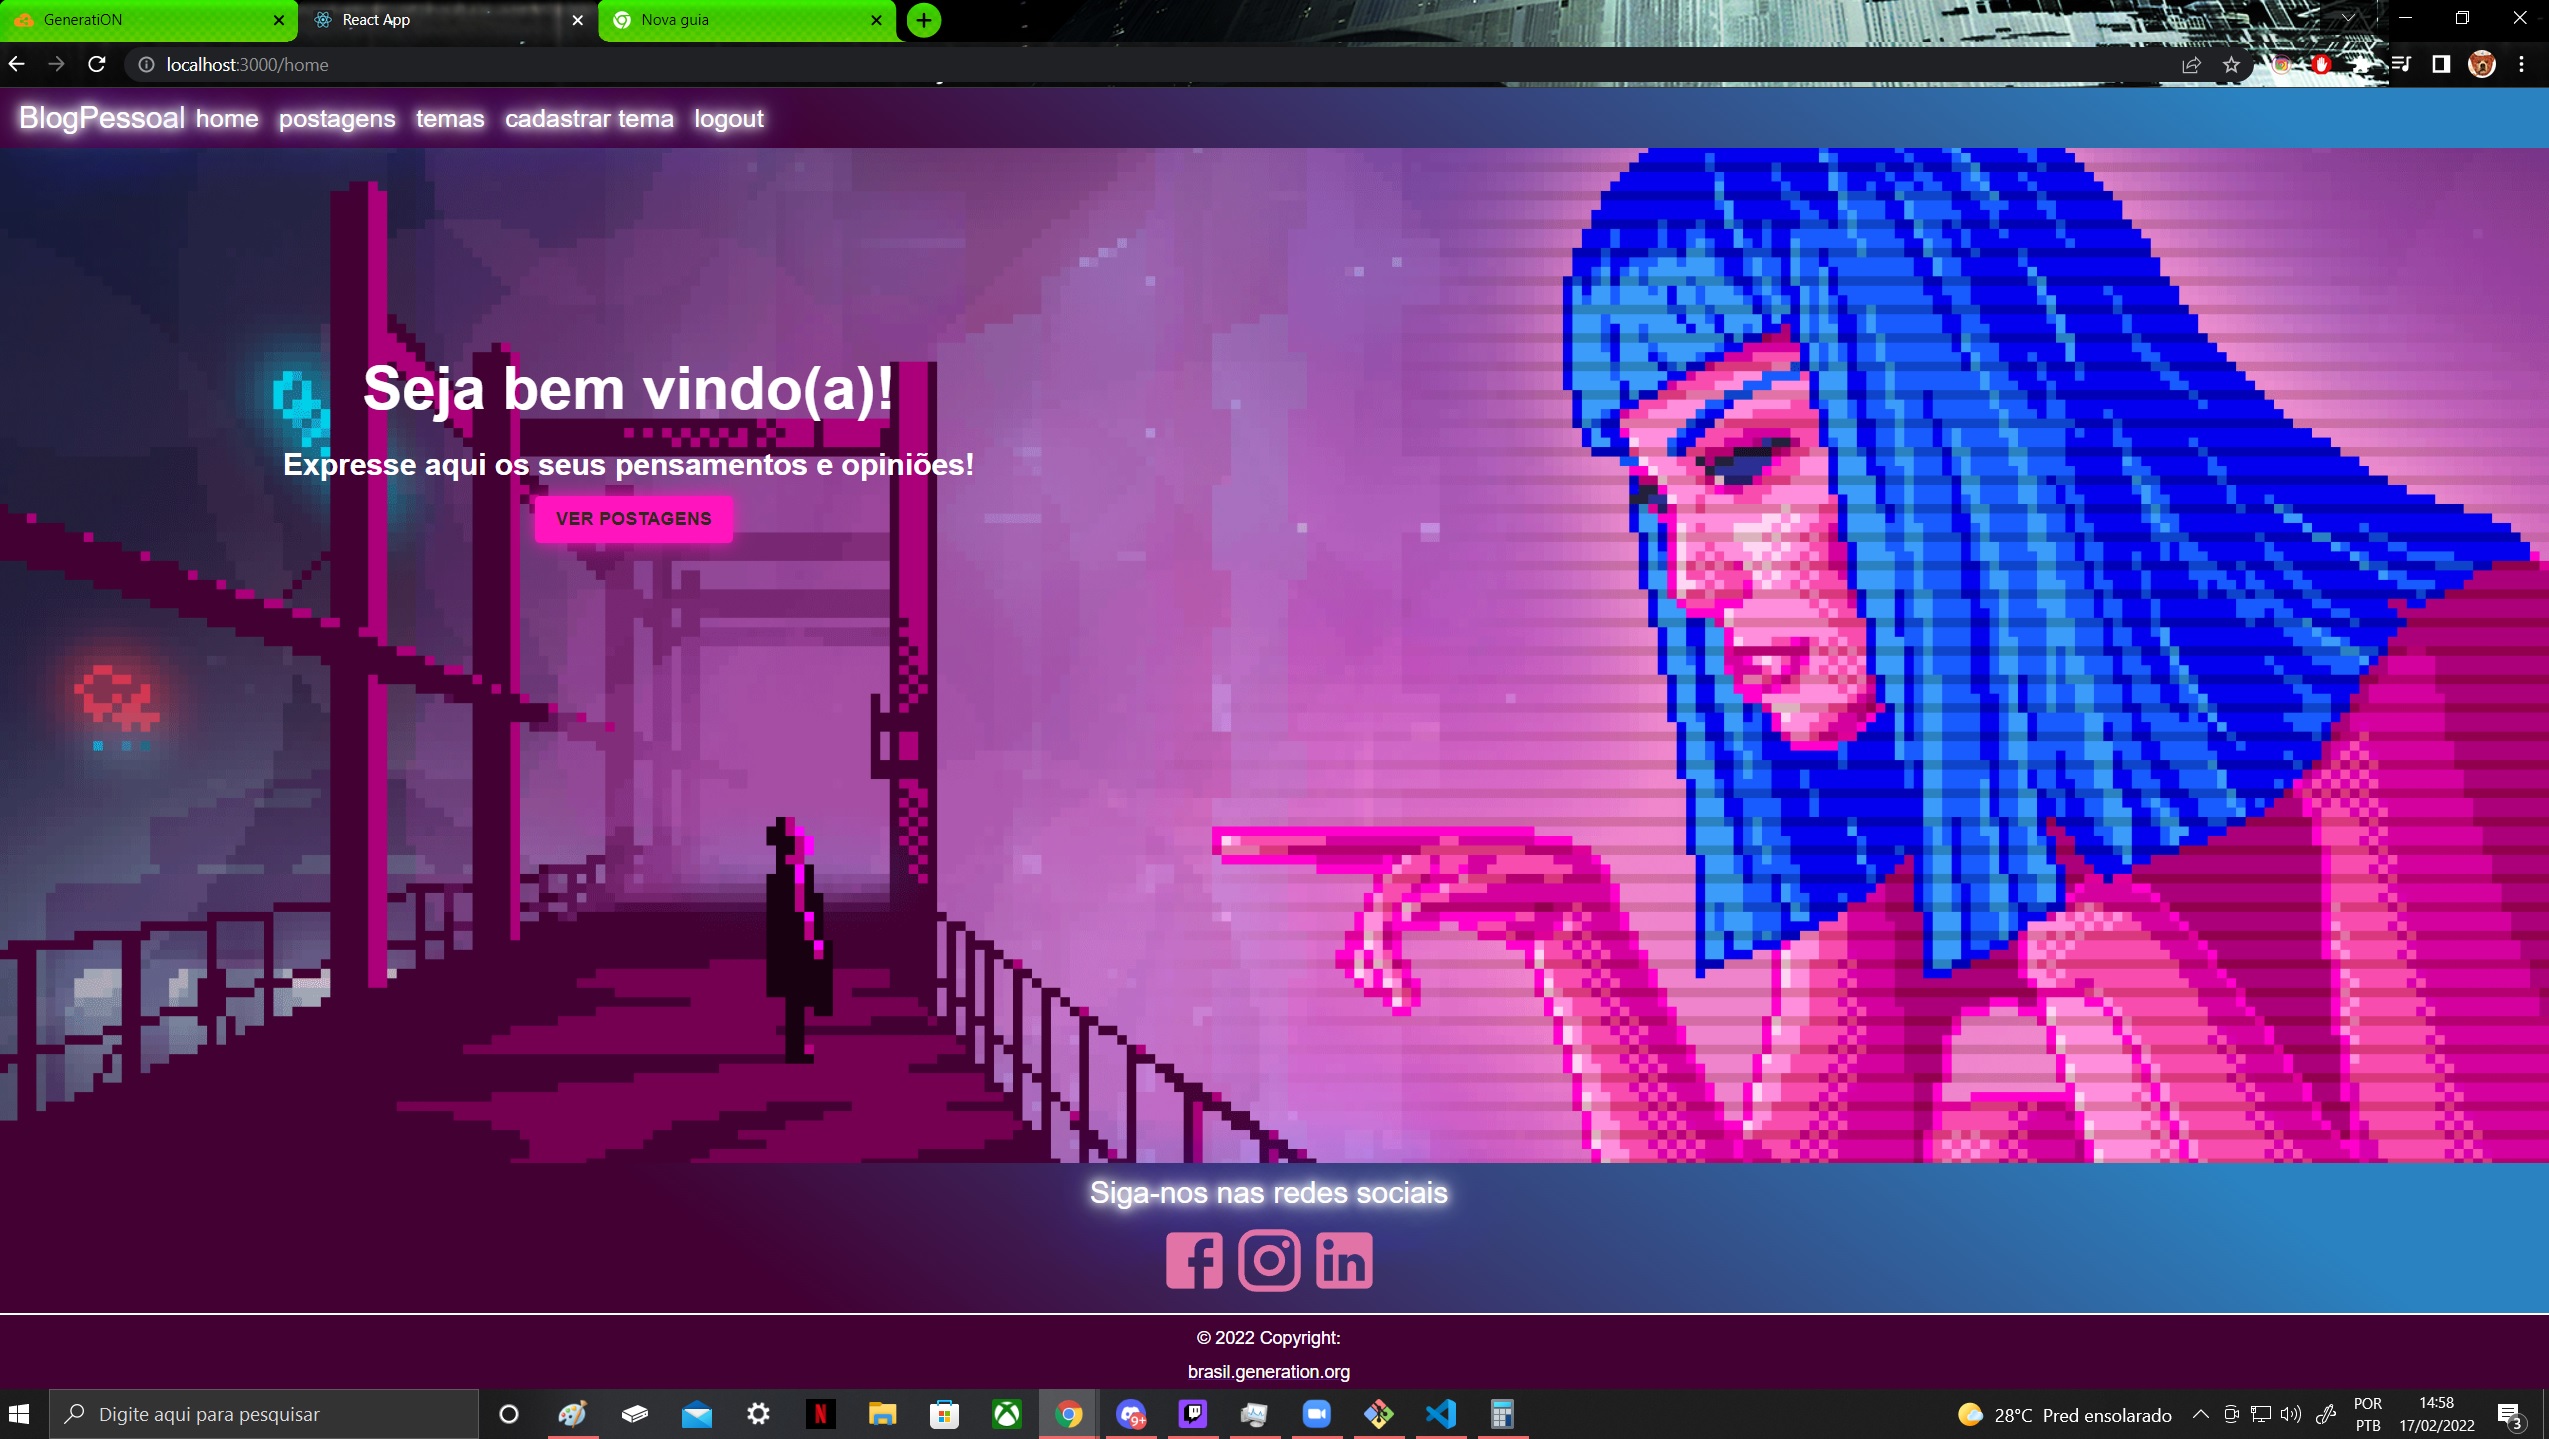 GeneratiON
React App
Nova guia
localhost:3000/home
BlogPessoal home postagens temas cadastrar tema logout
Seja bem vindo(a)!
Expresse aqui os seus pensamentos e opiniões!
VER POSTAGENS
Siga-nos nas redes sociais
© 2022 Copyright:
brasil.generation.org
Digite aqui para pesquisar
9+
28°C Pred ensolarado
POR
PTB
14:58
17/02/2022
3